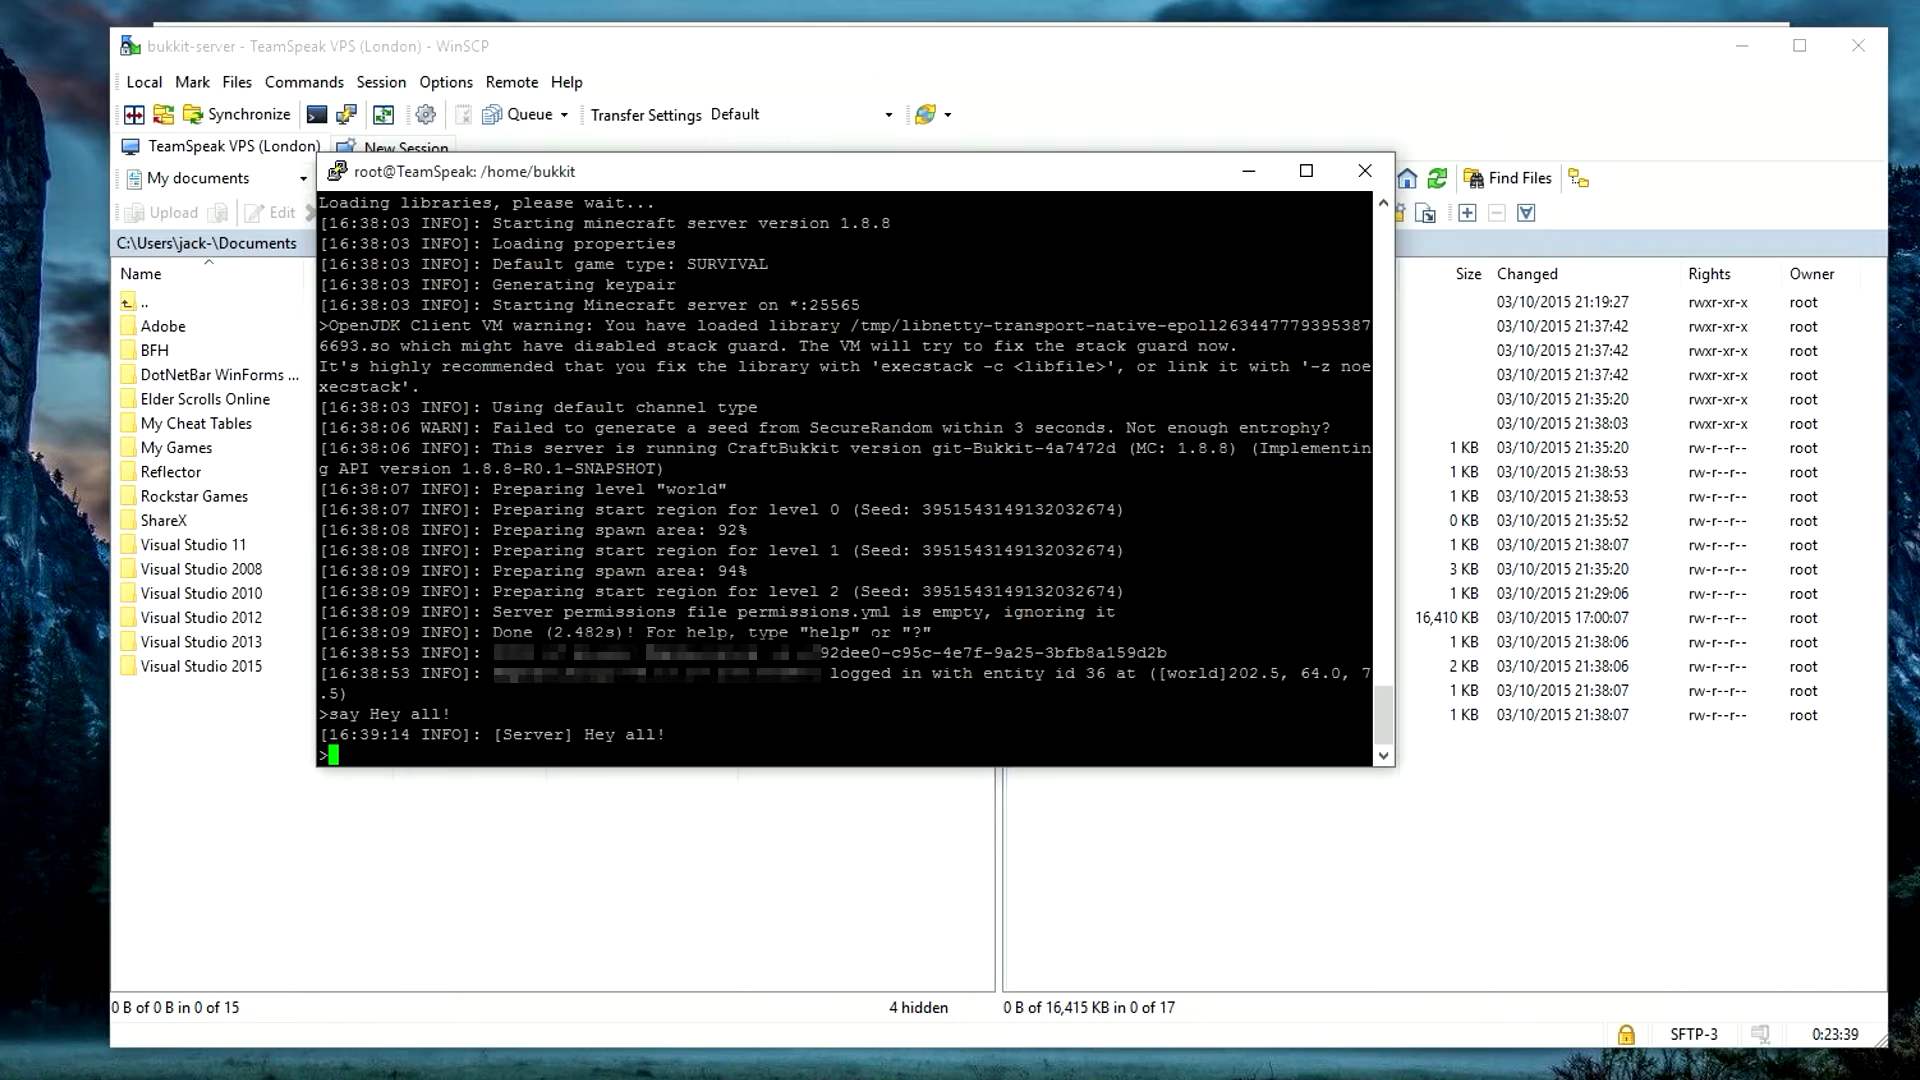 bukkit-server - TeamSpeak VPS (London) - WinSCP
Local Mark Files Commands Session Options Remote Help
Synchronize Queue Transfer Settings Default
TeamSpeak VPS (London) New Session
My documents Find Files
Upload Edit
C:\Users\jack-\Documents
Name
..
Adobe
BFH
DotNetBar WinForms ...
Elder Scrolls Online
My Cheat Tables
My Games
Reflector
Rockstar Games
ShareX
Visual Studio 11
Visual Studio 2008
Visual Studio 2010
Visual Studio 2012
Visual Studio 2013
Visual Studio 2015
root@TeamSpeak: /home/bukkit
Loading libraries, please wait...
[16:38:03 INFO]: Starting minecraft server version 1.8.8
[16:38:03 INFO]: Loading properties
[16:38:03 INFO]: Default game type: SURVIVAL
[16:38:03 INFO]: Generating keypair
[16:38:03 INFO]: Starting Minecraft server on *:25565
>OpenJDK Client VM warning: You have loaded library /tmp/libnetty-transport-native-epoll263447779395387
6693.so which might have disabled stack guard. The VM will try to fix the stack guard now.
It's highly recommended that you fix the library with 'execstack -c <libfile>', or link it with '-z noe
xecstack'.
[16:38:03 INFO]: Using default channel type
[16:38:06 WARN]: Failed to generate a seed from SecureRandom within 3 seconds. Not enough entrophy?
[16:38:06 INFO]: This server is running CraftBukkit version git-Bukkit-4a7472d (MC: 1.8.8) (Implementin
g API version 1.8.8-R0.1-SNAPSHOT)
[16:38:07 INFO]: Preparing level "world"
[16:38:07 INFO]: Preparing start region for level 0 (Seed: 3951543149132032674)
[16:38:08 INFO]: Preparing spawn area: 92%
[16:38:08 INFO]: Preparing start region for level 1 (Seed: 3951543149132032674)
[16:38:09 INFO]: Preparing spawn area: 94%
[16:38:09 INFO]: Preparing start region for level 2 (Seed: 3951543149132032674)
[16:38:09 INFO]: Server permissions file permissions.yml is empty, ignoring it
[16:38:09 INFO]: Done (2.482s)! For help, type "help" or "?"
[16:38:53 INFO]: 92dee0-c95c-4e7f-9a25-3bfb8a159d2b
[16:38:53 INFO]: logged in with entity id 36 at ([world]202.5, 64.0, 7
.5)
>say Hey all!
[16:39:14 INFO]: [Server] Hey all!
>
Size Changed Rights Owner
03/10/2015 21:19:27 rwxr-xr-x root
03/10/2015 21:37:42 rwxr-xr-x root
03/10/2015 21:37:42 rwxr-xr-x root
03/10/2015 21:37:42 rwxr-xr-x root
03/10/2015 21:35:20 rwxr-xr-x root
03/10/2015 21:38:03 rwxr-xr-x root
1 KB 03/10/2015 21:35:20 rw-r--r-- root
1 KB 03/10/2015 21:38:53 rw-r--r-- root
1 KB 03/10/2015 21:38:53 rw-r--r-- root
0 KB 03/10/2015 21:35:52 rw-r--r-- root
1 KB 03/10/2015 21:38:07 rw-r--r-- root
3 KB 03/10/2015 21:35:20 rw-r--r-- root
1 KB 03/10/2015 21:29:06 rw-r--r-- root
16,410 KB 03/10/2015 17:00:07 rw-r--r-- root
1 KB 03/10/2015 21:38:06 rw-r--r-- root
2 KB 03/10/2015 21:38:06 rw-r--r-- root
1 KB 03/10/2015 21:38:07 rw-r--r-- root
1 KB 03/10/2015 21:38:07 rw-r--r-- root
0 B of 0 B in 0 of 15 4 hidden 0 B of 16,415 KB in 0 of 17
SFTP-3 0:23:39